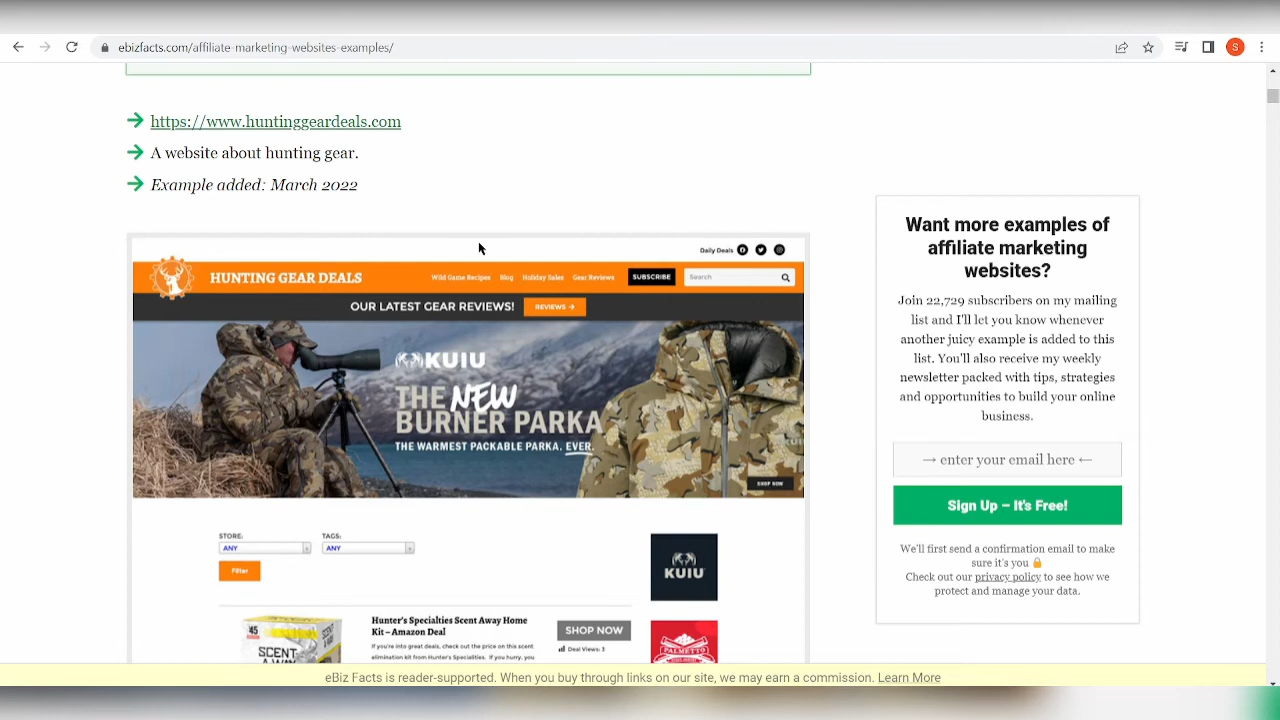 ebizfacts.com/affiliate-marketing-websites-examples/
S
https://www.huntinggeardeals.com
A website about hunting gear.
Example added: March 2022
Daily Deals
HUNTING GEAR DEALS
Wild Game Recipes Blog Holiday Sales Gear Reviews SUBSCRIBE Search
OUR LATEST GEAR REVIEWS! REVIEWS →
KUIU
THE NEW
BURNER PARKA
THE WARMEST PACKABLE PARKA. EVER.
SHOP NOW
STORE: TAGS:
ANY ANY
Filter
KUIU
Hunter's Specialties Scent Away Home
Kit – Amazon Deal
SHOP NOW
If you're into great deals, check out the price on this scent
elimination kit from Hunter's Specialties. If you hurry, you
Deal Views: 3
45
SCENT
PALMETTO
Want more examples of
affiliate marketing
websites?
Join 22,729 subscribers on my mailing
list and I'll let you know whenever
another juicy example is added to this
list. You'll also receive my weekly
newsletter packed with tips, strategies
and opportunities to build your online
business.
→ enter your email here ←
Sign Up – It's Free!
We'll first send a confirmation email to make
sure it's you 🔒
Check out our privacy policy to see how we
protect and manage your data.
eBiz Facts is reader-supported. When you buy through links on our site, we may earn a commission. Learn More